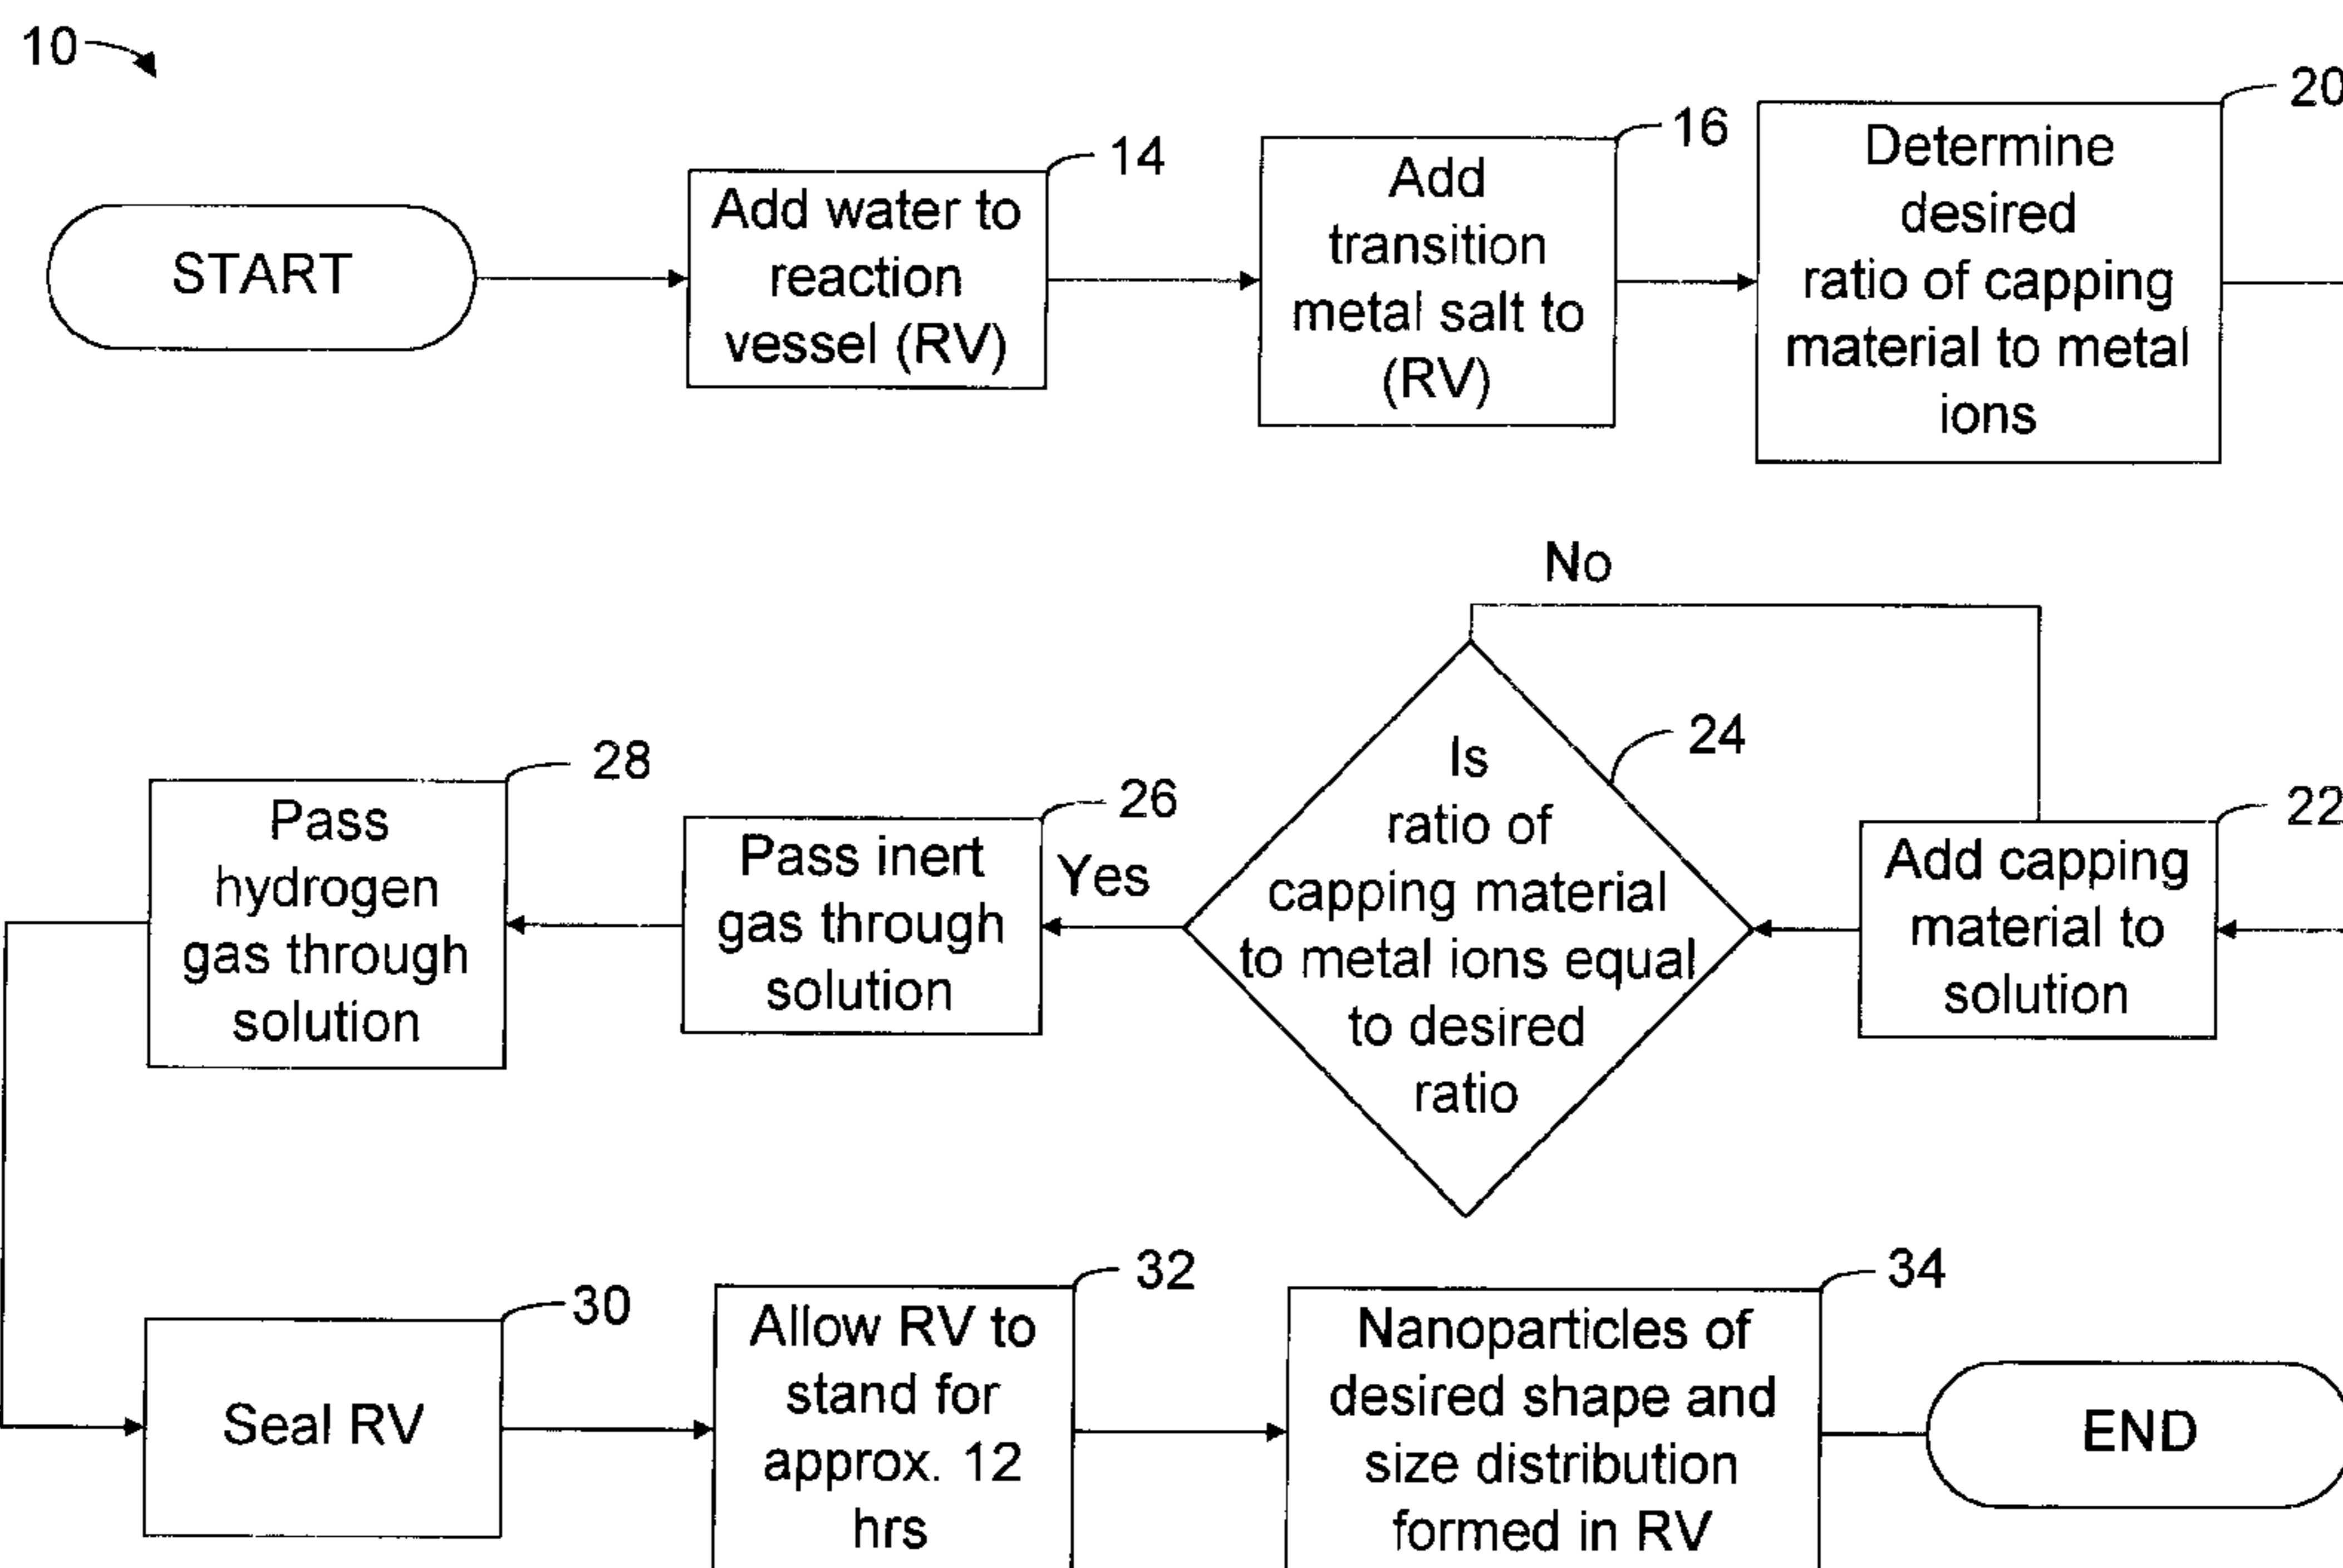 10
START
14
Add water to
reaction
vessel (RV)
16
Add
transition
metal salt to
(RV)
20
Determine
desired
ratio of capping
material to metal
ions
No
28
Pass
hydrogen
gas through
solution
26
Pass inert
gas through
solution
Yes
24
Is
ratio of
capping material
to metal ions equal
to desired
ratio
22
Add capping
material to
solution
30
Seal RV
32
Allow RV to
stand for
approx. 12
hrs
34
Nanoparticles of
desired shape and
size distribution
formed in RV
END